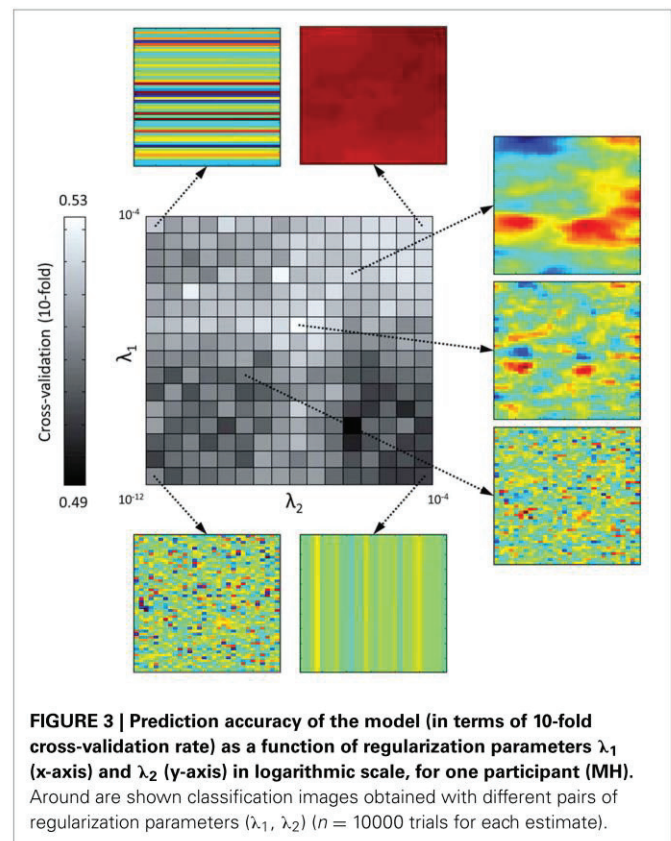 0.53
Cross-validation (10-fold)
0.49
10-4
λ1
10-12
λ2
10-4
FIGURE 3 | Prediction accuracy of the model (in terms of 10-fold
cross-validation rate) as a function of regularization parameters λ1
(x-axis) and λ2 (y-axis) in logarithmic scale, for one participant (MH).
Around are shown classification images obtained with different pairs of
regularization parameters (λ1, λ2) (n = 10000 trials for each estimate).